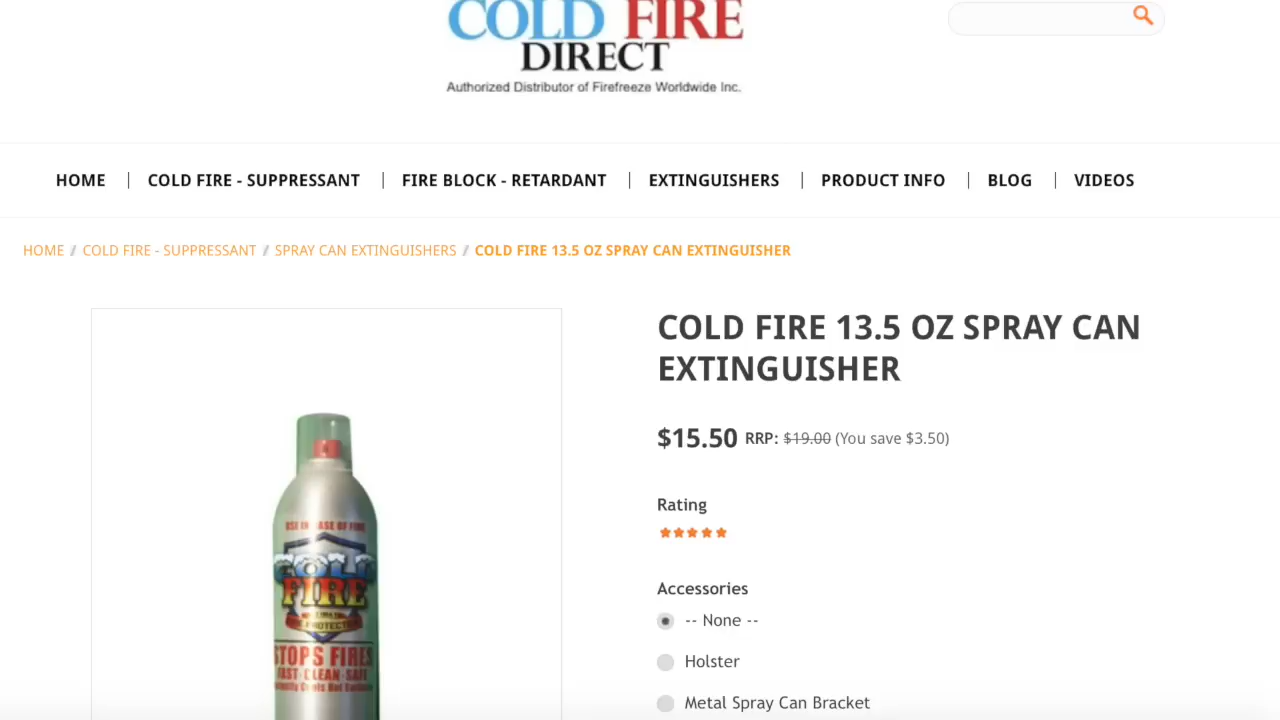 COLD FIRE
DIRECT
Authorized Distributor of Firefreeze Worldwide Inc.
HOME | COLD FIRE - SUPPRESSANT | FIRE BLOCK - RETARDANT | EXTINGUISHERS | PRODUCT INFO | BLOG | VIDEOS
HOME / COLD FIRE - SUPPRESSANT / SPRAY CAN EXTINGUISHERS / COLD FIRE 13.5 OZ SPRAY CAN EXTINGUISHER
COLD FIRE 13.5 OZ SPRAY CAN
EXTINGUISHER
$15.50 RRP: $19.00 (You save $3.50)
Rating
Accessories
-- None --
Holster
Metal Spray Can Bracket
COLD
FIRE
STOPS FIRES
FAST·CLEAN·SAFE